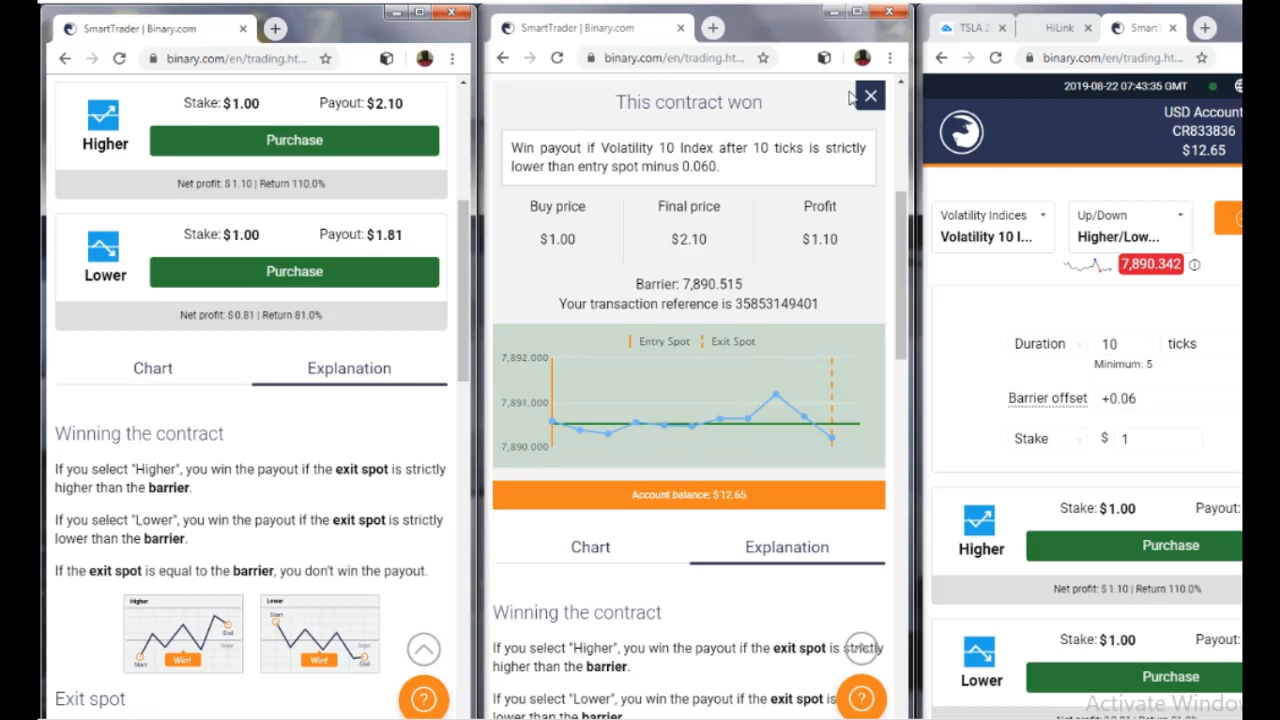 SmartTrader | Binary.com
binary.com/en/trading.ht...
Stake: $1.00 Payout: $2.10
Higher
Purchase
Net profit: $ 1.10 | Return 110.0%
Stake: $1.00 Payout: $1.81
Lower
Purchase
Net profit: $ 0.81 | Return 81.0%
Chart Explanation
Winning the contract
If you select "Higher", you win the payout if the exit spot is strictly
higher than the barrier.
If you select "Lower", you win the payout if the exit spot is strictly
lower than the barrier.
If the exit spot is equal to the barrier, you don't win the payout.
Higher
Start
End
Win!
Lower
Start
End
Win!
Exit spot
SmartTrader | Binary.com
binary.com/en/trading.ht...
This contract won
Win payout if Volatility 10 Index after 10 ticks is strictly
lower than entry spot minus 0.060.
Buy price Final price Profit
$1.00 $2.10 $1.10
Barrier: 7,890.515
Your transaction reference is 35853149401
Entry Spot Exit Spot
7,892.000
7,891.000
7,890.000
Account balance: $12.65
Chart Explanation
Winning the contract
If you select "Higher", you win the payout if the exit spot is strictly
higher than the barrier.
If you select "Lower", you win the payout if the exit spot is strictly
lower than the barrier.
TSLA 2 HiLink Smart
binary.com/en/trading.ht...
2019-08-22 07:43:35 GMT
USD Account
CR833836
$12.65
Volatility Indices Up/Down
Volatility 10 I... Higher/Low...
7,890.342
Duration 10 ticks
Minimum: 5
Barrier offset +0.06
Stake $ 1
Stake: $1.00 Payout:
Higher
Purchase
Net profit: $ 1.10 | Return 110.0%
Stake: $1.00 Payout:
Lower
Purchase
Activate Window